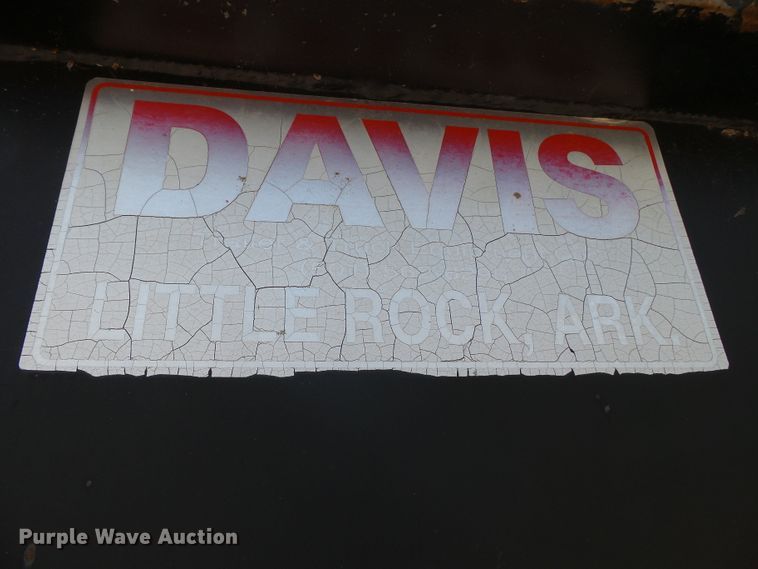 DAVIS
LITTLE ROCK, ARK.
Purple Wave Auction